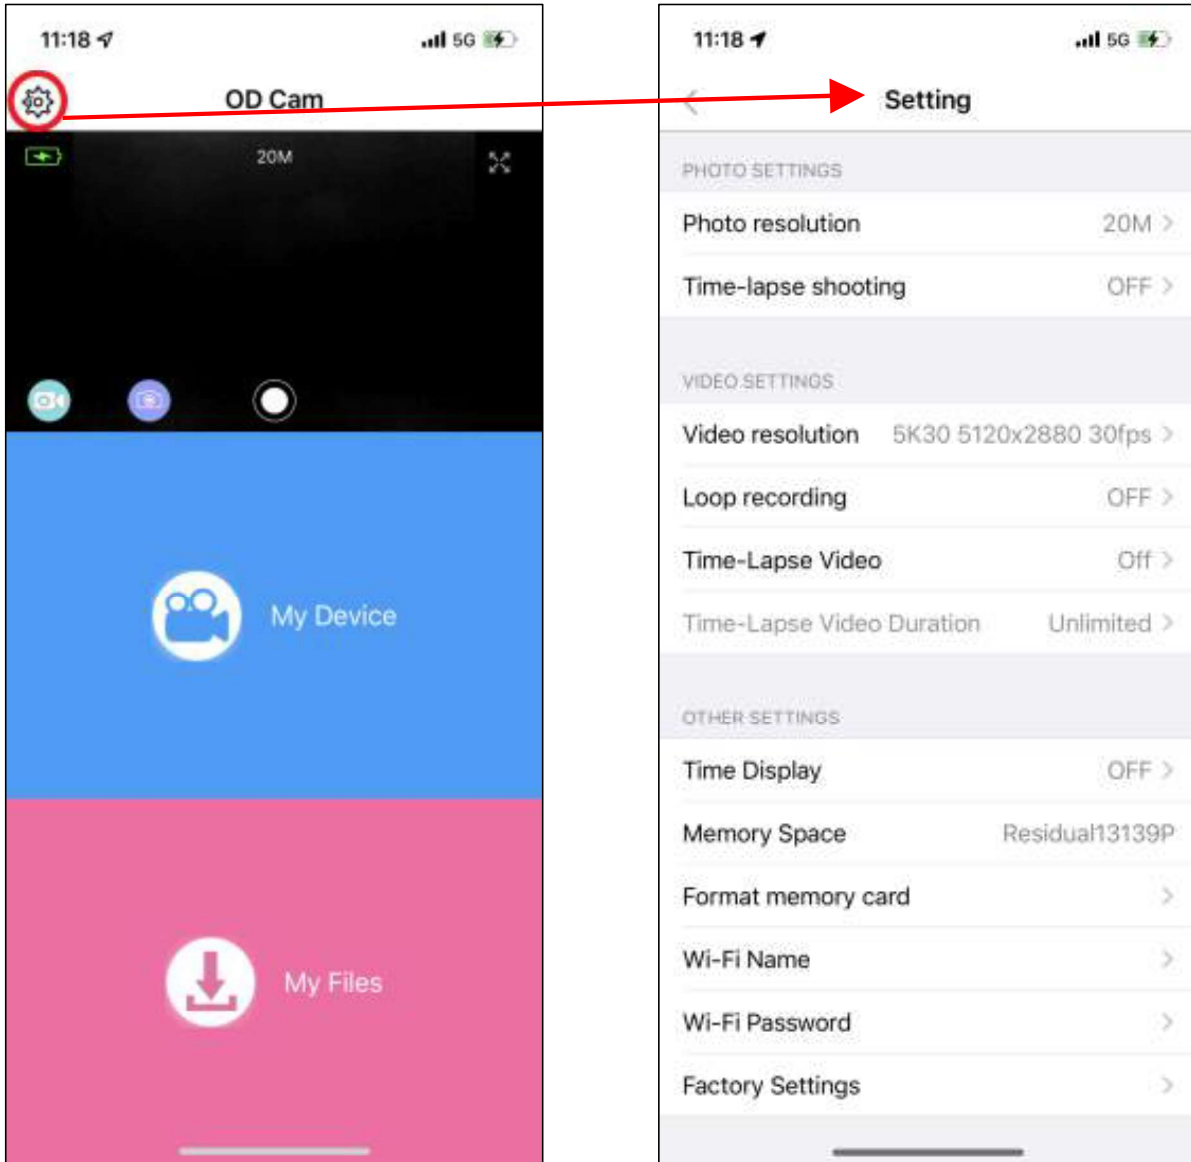 11:18
5G
OD Cam
20M
My Device
My Files
11:18
5G
Setting
PHOTO SETTINGS
Photo resolution 20M
Time-lapse shooting OFF
VIDEO SETTINGS
Video resolution 5K30 5120x2880 30fps
Loop recording OFF
Time-Lapse Video Off
Time-Lapse Video Duration Unlimited
OTHER SETTINGS
Time Display OFF
Memory Space Residual13139P
Format memory card
Wi-Fi Name
Wi-Fi Password
Factory Settings